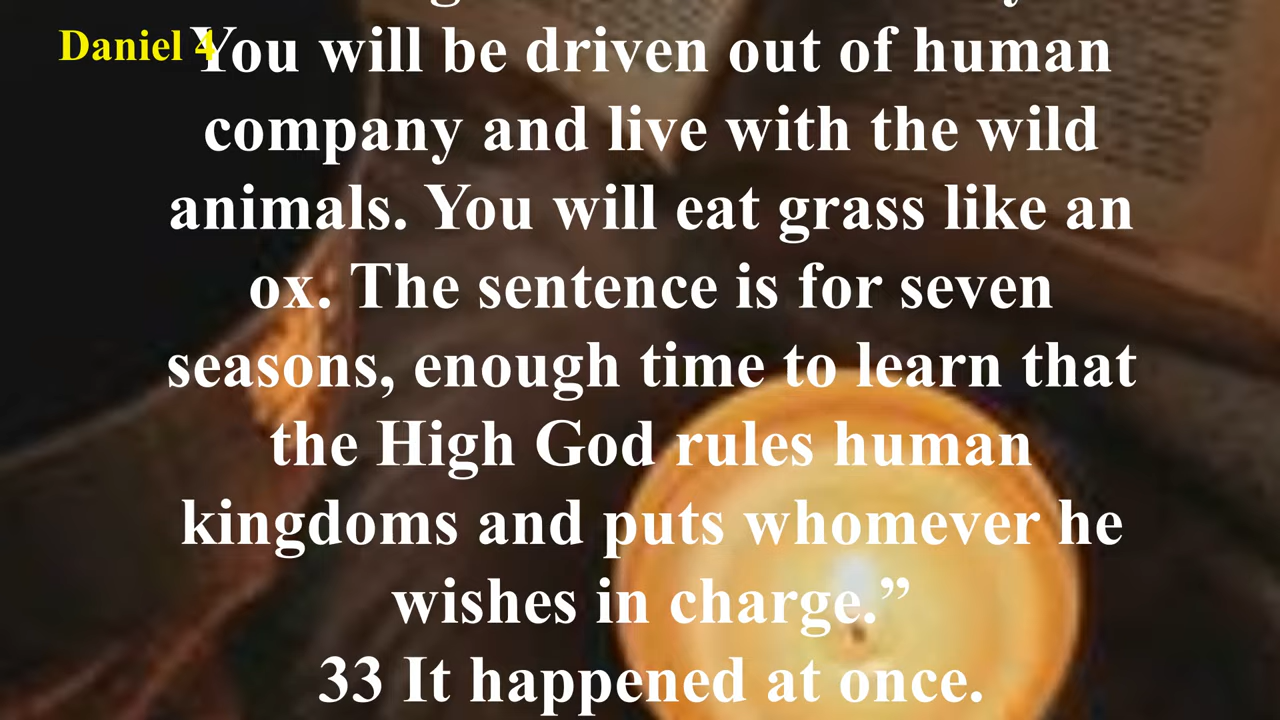 Daniel 4
You will be driven out of human
company and live with the wild
animals. You will eat grass like an
ox. The sentence is for seven
seasons, enough time to learn that
the High God rules human
kingdoms and puts whomever he
wishes in charge.”
33 It happened at once.